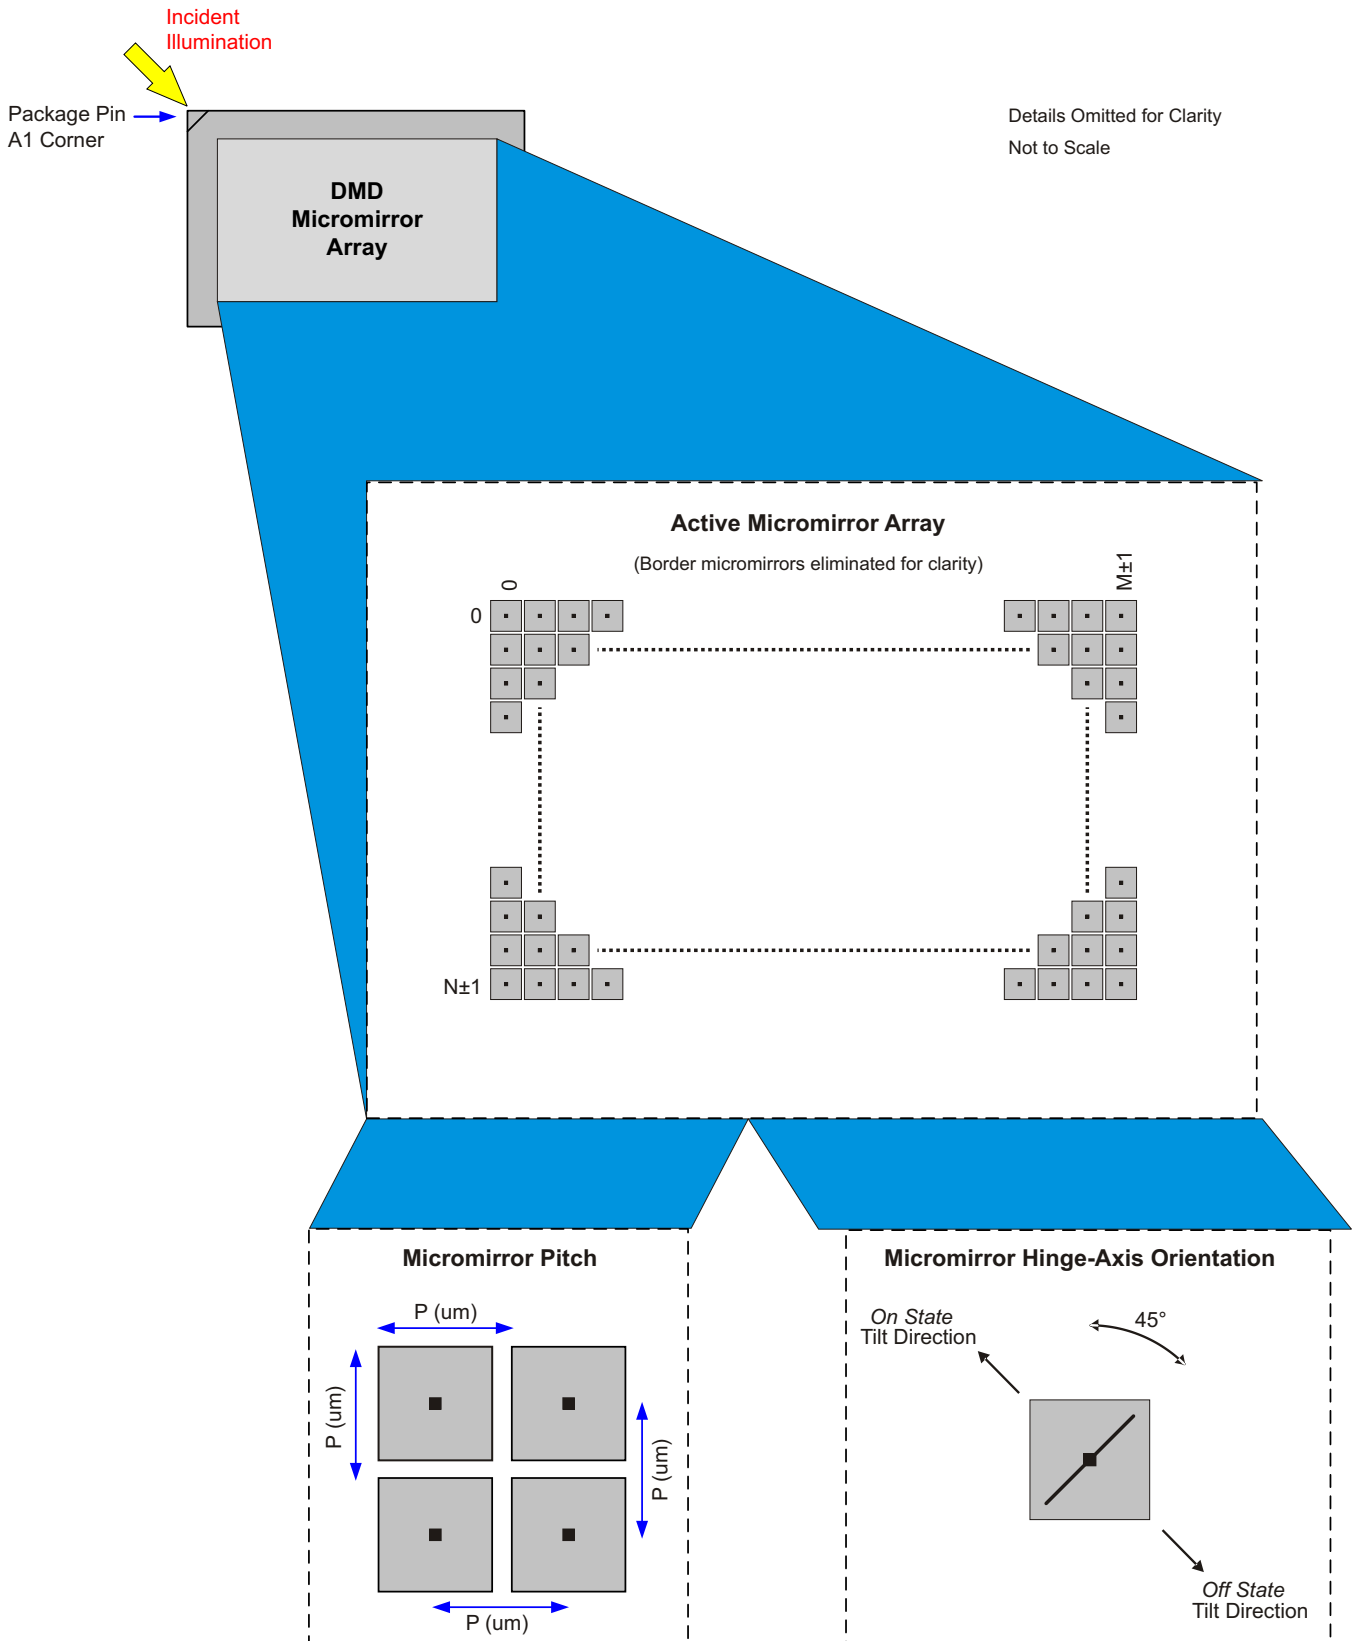 Incident
Illumination
Package Pin
A1 Corner
Details Omitted for Clarity
Not to Scale
DMD
Micromirror
Array
Active Micromirror Array
(Border micromirrors eliminated for clarity)
0
M±1
0
N±1
Micromirror Pitch
P (um)
P (um)
P (um)
P (um)
Micromirror Hinge-Axis Orientation
On State
Tilt Direction
45°
Off State
Tilt Direction